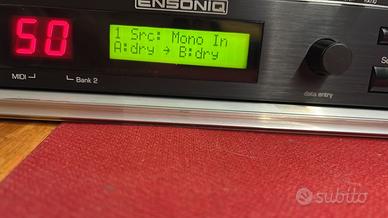 ENSONIQ
50
1 Src: Mono In
A:dry → B:dry
MIDI
Bank 2
data entry
subito